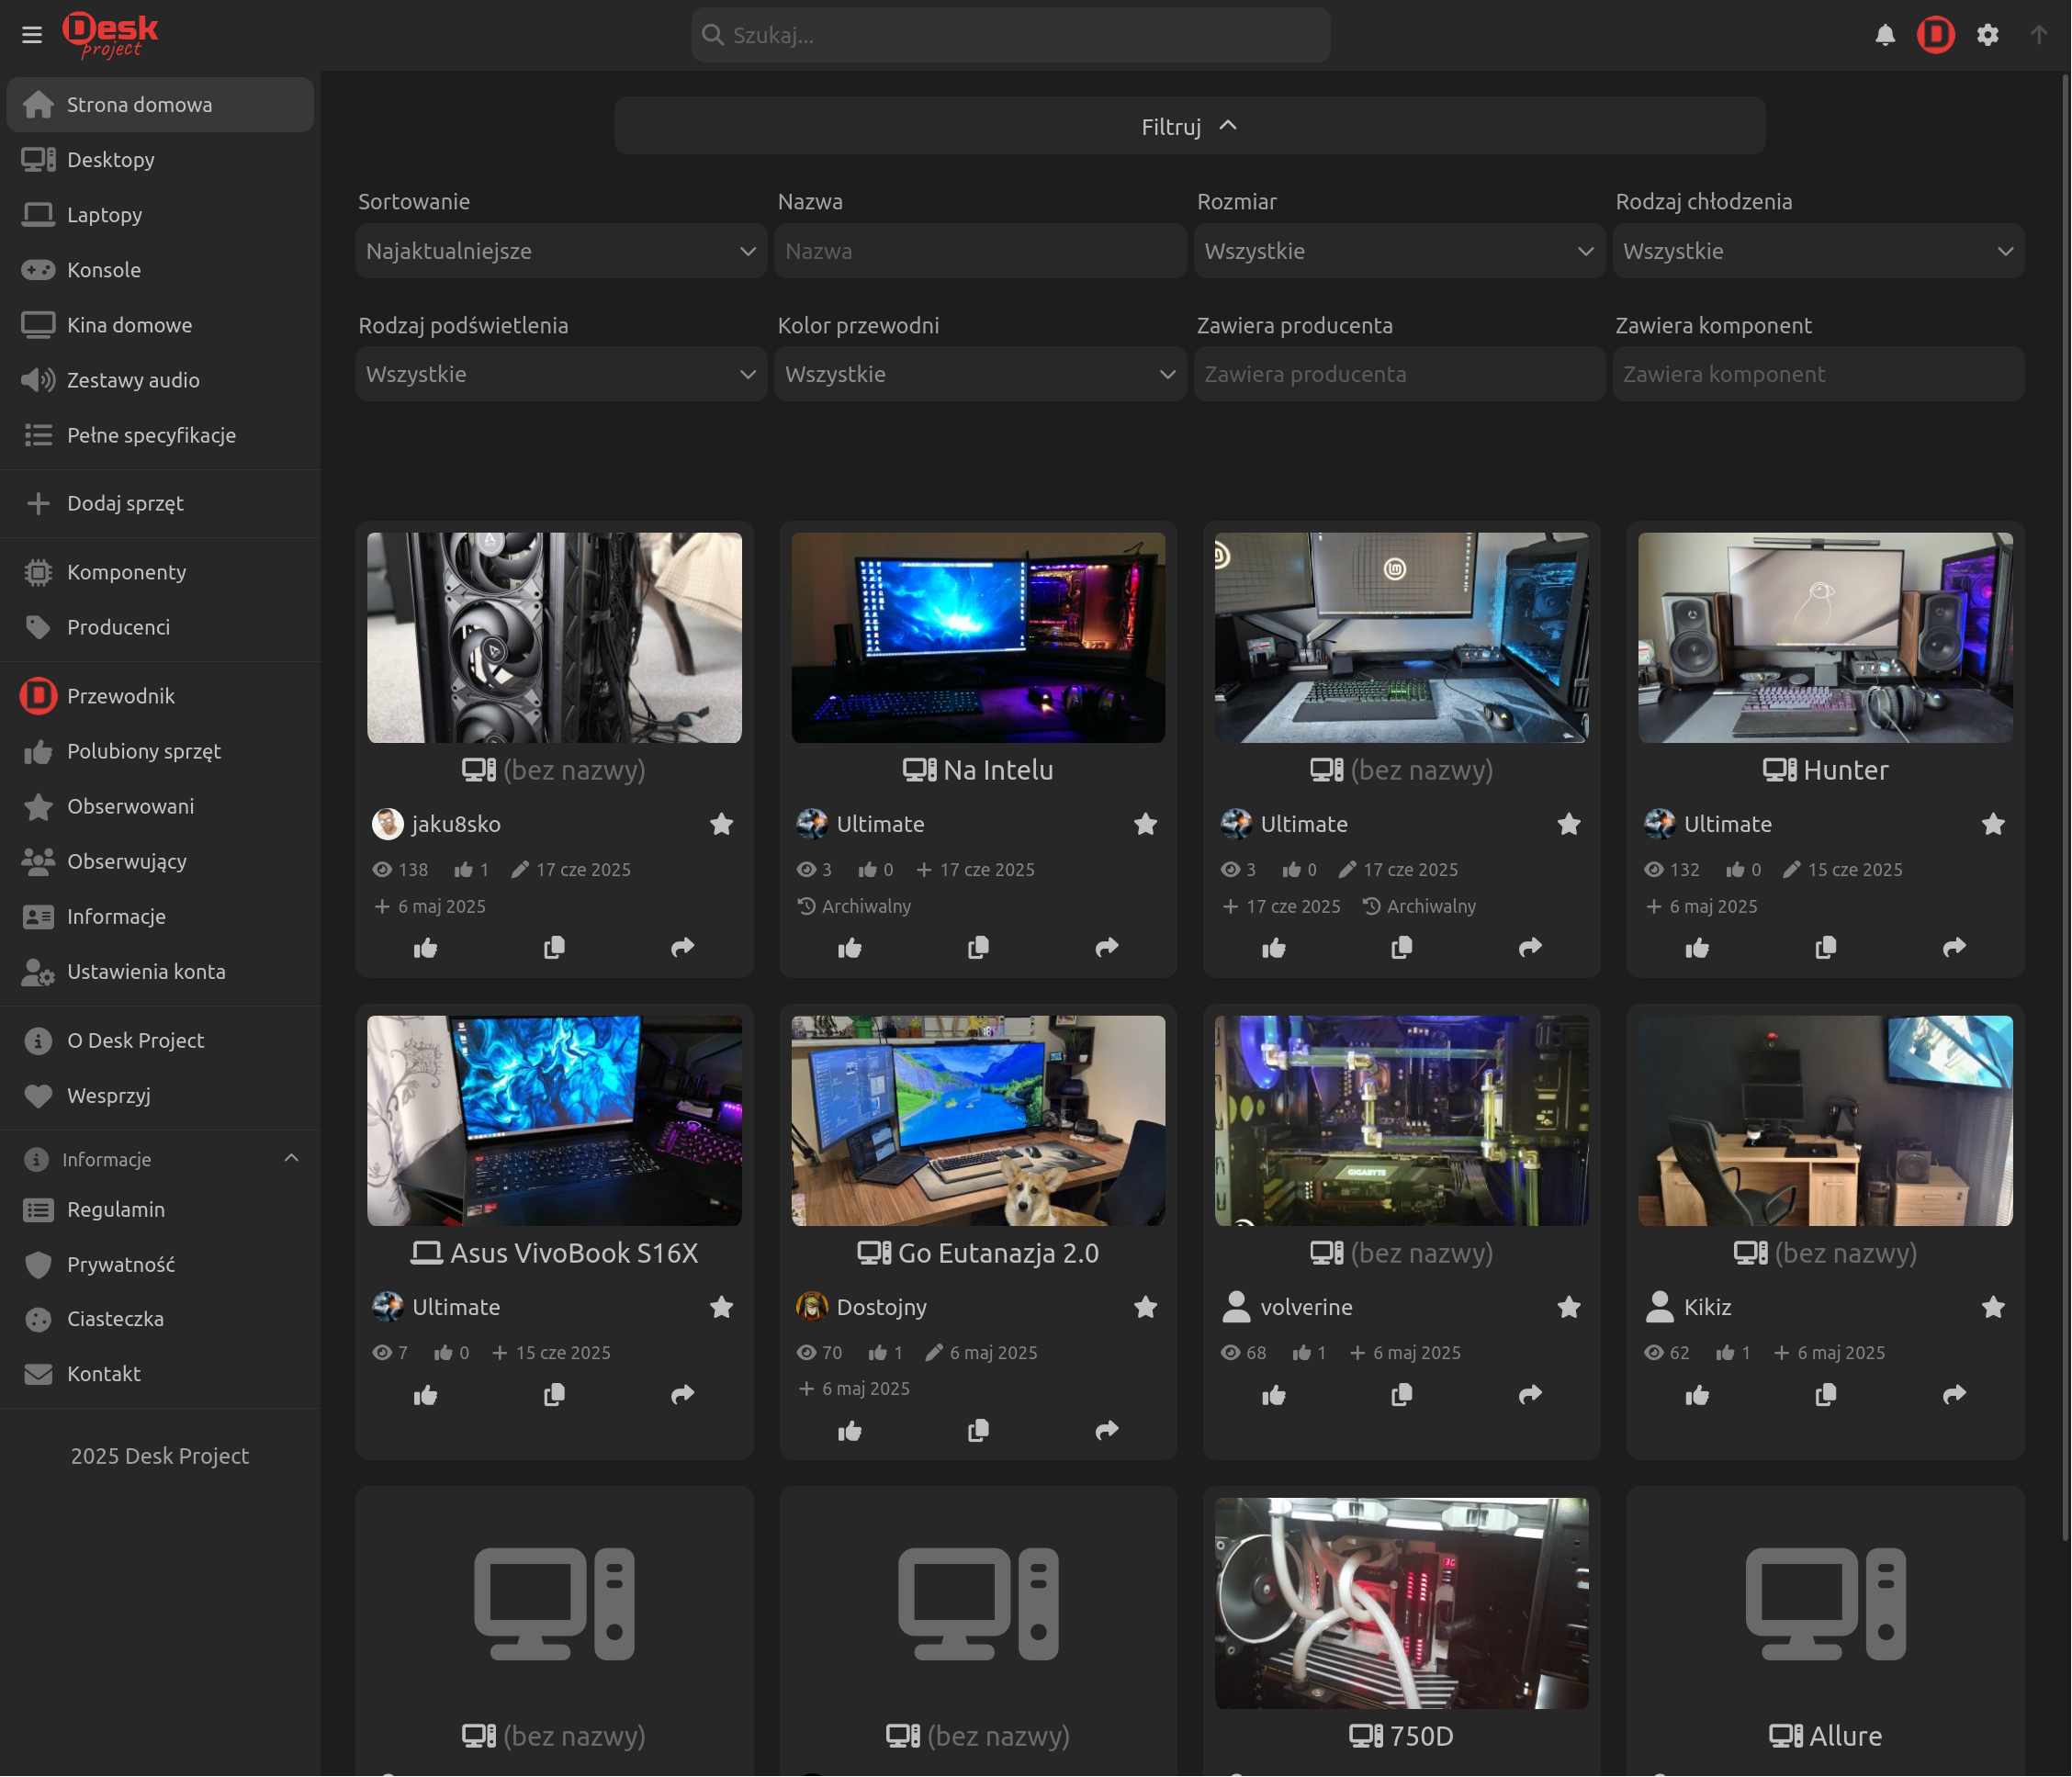 Desk
project
Szukaj...
Strona domowa
Desktopy
Laptopy
Konsole
Kina domowe
Zestawy audio
Pełne specyfikacje
Dodaj sprzęt
Komponenty
Producenci
Przewodnik
Polubiony sprzęt
Obserwowani
Obserwujący
Informacje
Ustawienia konta
O Desk Project
Wesprzyj
Informacje
Regulamin
Prywatność
Ciasteczka
Kontakt
2025 Desk Project
Filtruj
Sortowanie
Najaktualniejsze
Nazwa
Nazwa
Rozmiar
Wszystkie
Rodzaj chłodzenia
Wszystkie
Rodzaj podświetlenia
Wszystkie
Kolor przewodni
Wszystkie
Zawiera producenta
Zawiera producenta
Zawiera komponent
Zawiera komponent
(bez nazwy)
jaku8sko
138 1 17 cze 2025
6 maj 2025
Na Intelu
Ultimate
3 0 17 cze 2025
Archiwalny
(bez nazwy)
Ultimate
3 0 17 cze 2025
17 cze 2025 Archiwalny
Hunter
Ultimate
132 0 15 cze 2025
6 maj 2025
Asus VivoBook S16X
Ultimate
7 0 15 cze 2025
Go Eutanazja 2.0
Dostojny
70 1 6 maj 2025
6 maj 2025
GIGABYTE
(bez nazwy)
volverine
68 1 6 maj 2025
(bez nazwy)
Kikiz
62 1 6 maj 2025
(bez nazwy)
(bez nazwy)
750D
Allure